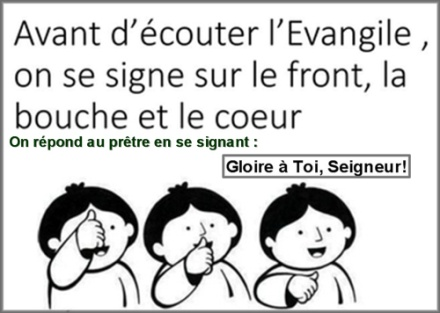 Avant d’écouter l’Evangile ,
on se signe sur le front, la
bouche et le coeur
On répond au prêtre en se signant :
Gloire à Toi, Seigneur!